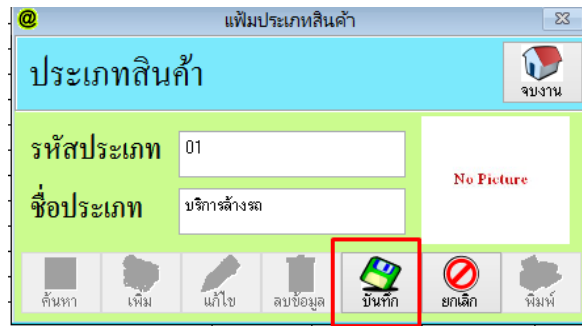 แฟ้มประเภทสินค้า
ประเภทสินค้า
จบงาน
รหัสประเภท 01
No Picture
ชื่อประเภท บริการล้างรถ
ค้นหา เพิ่ม แก้ไข ลบข้อมูล บันทึก ยกเลิก พิมพ์